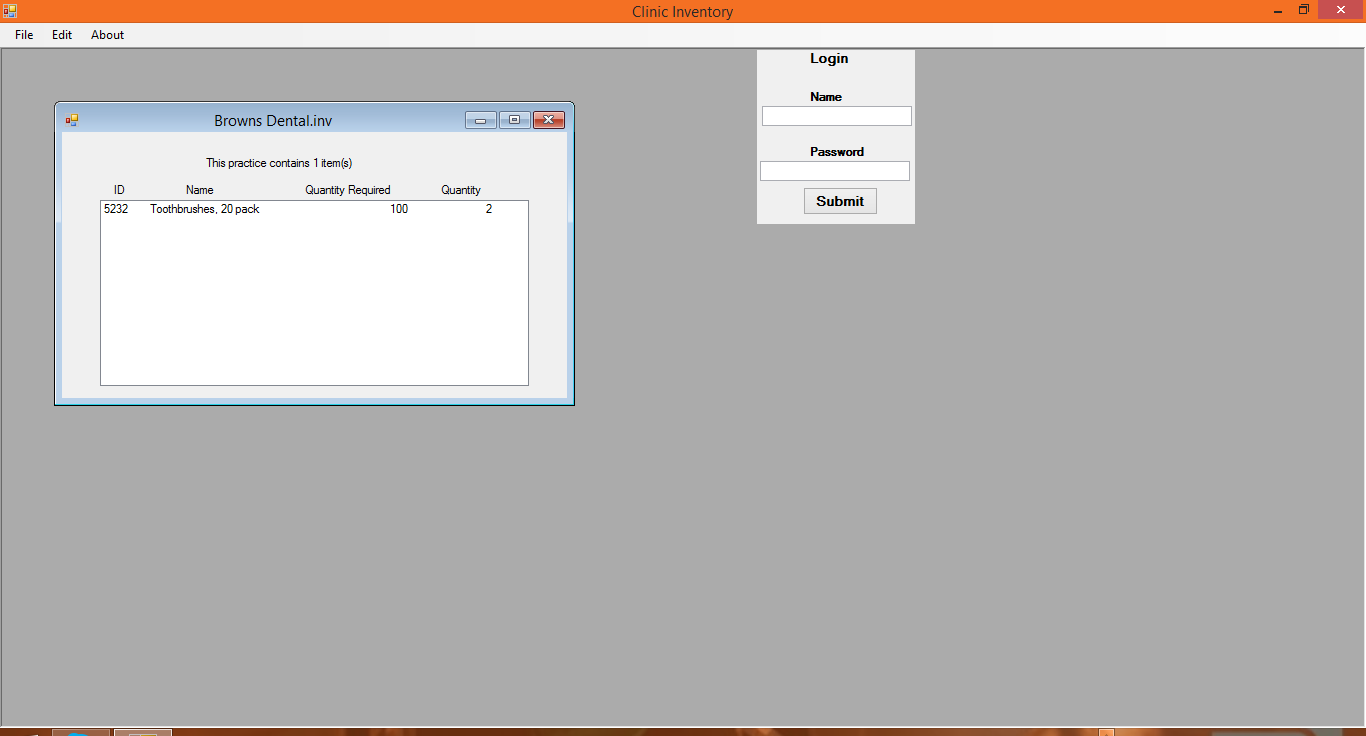 Clinic Inventory
File Edit About
Login
Name
Password
Submit
Browns Dental.inv
This practice contains 1 item(s)
ID Name Quantity Required Quantity
5232 Toothbrushes, 20 pack 100 2